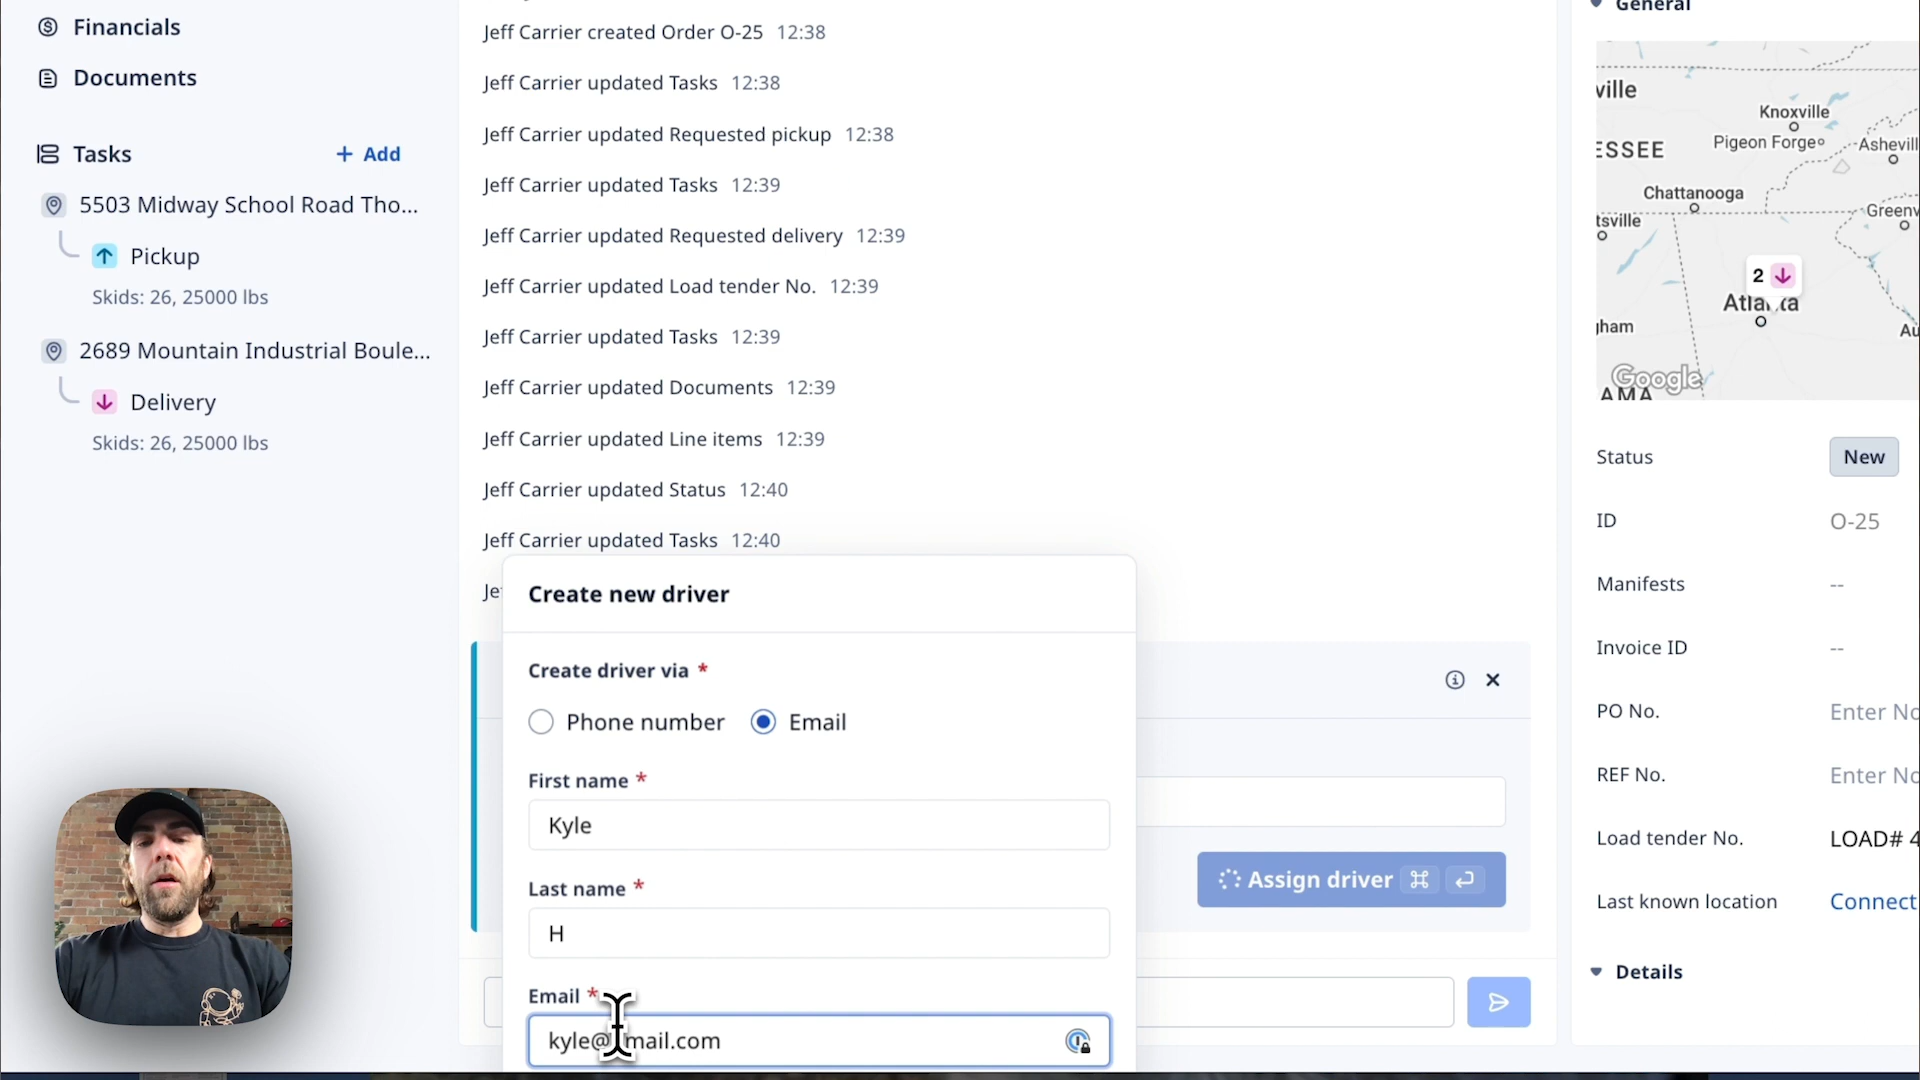 Financials
Documents
Tasks
+ Add
5503 Midway School Road Tho...
Pickup
Skids: 26, 25000 lbs
2689 Mountain Industrial Boule...
Delivery
Skids: 26, 25000 lbs
Jeff Carrier created Order O-25 12:38
Jeff Carrier updated Tasks 12:38
Jeff Carrier updated Requested pickup 12:38
Jeff Carrier updated Tasks 12:39
Jeff Carrier updated Requested delivery 12:39
Jeff Carrier updated Load tender No. 12:39
Jeff Carrier updated Tasks 12:39
Jeff Carrier updated Documents 12:39
Jeff Carrier updated Line items 12:39
Jeff Carrier updated Status 12:40
Jeff Carrier updated Tasks 12:40
Je
Create new driver
Create driver via *
Phone number
Email
First name *
Kyle
Last name *
H
Email *
kyle@ mail.com
Assign driver
General
ville
Knoxville
ESSEE
Pigeon Forge
Ashevill
Chattanooga
Greenv
tsville
2
Atlanta
gham
Au
Google
AMA
Status
New
ID
O-25
Manifests
--
Invoice ID
--
PO No.
Enter No
REF No.
Enter No
Load tender No.
LOAD# 4
Last known location
Connect
Details